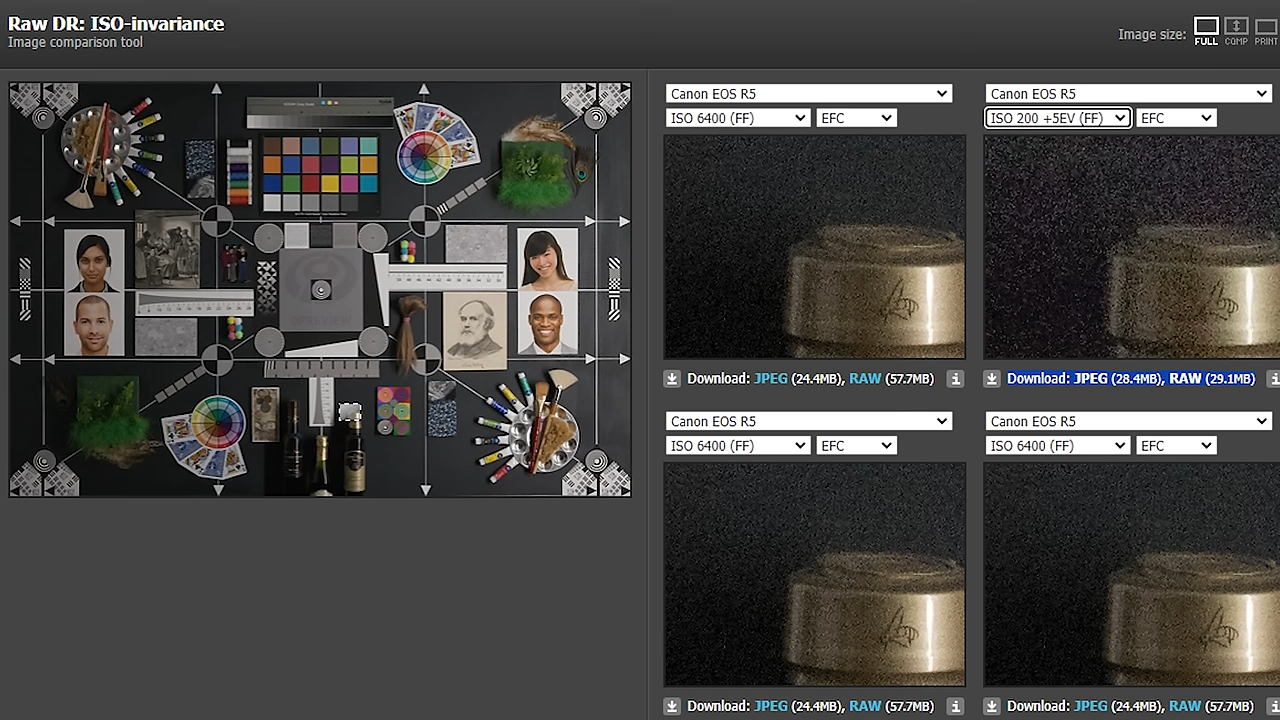 Raw DR: ISO-invariance
Image comparison tool
Image size:
FULL COMP PRINT
Canon EOS R5
ISO 6400 (FF) EFC
Download: JPEG (24.4MB), RAW (57.7MB)
Canon EOS R5
ISO 200 +5EV (FF) EFC
Download: JPEG (28.4MB), RAW (29.1MB)
Canon EOS R5
ISO 6400 (FF) EFC
Download: JPEG (24.4MB), RAW (57.7MB)
Canon EOS R5
ISO 6400 (FF) EFC
Download: JPEG (24.4MB), RAW (57.7MB)
DPREVIEW